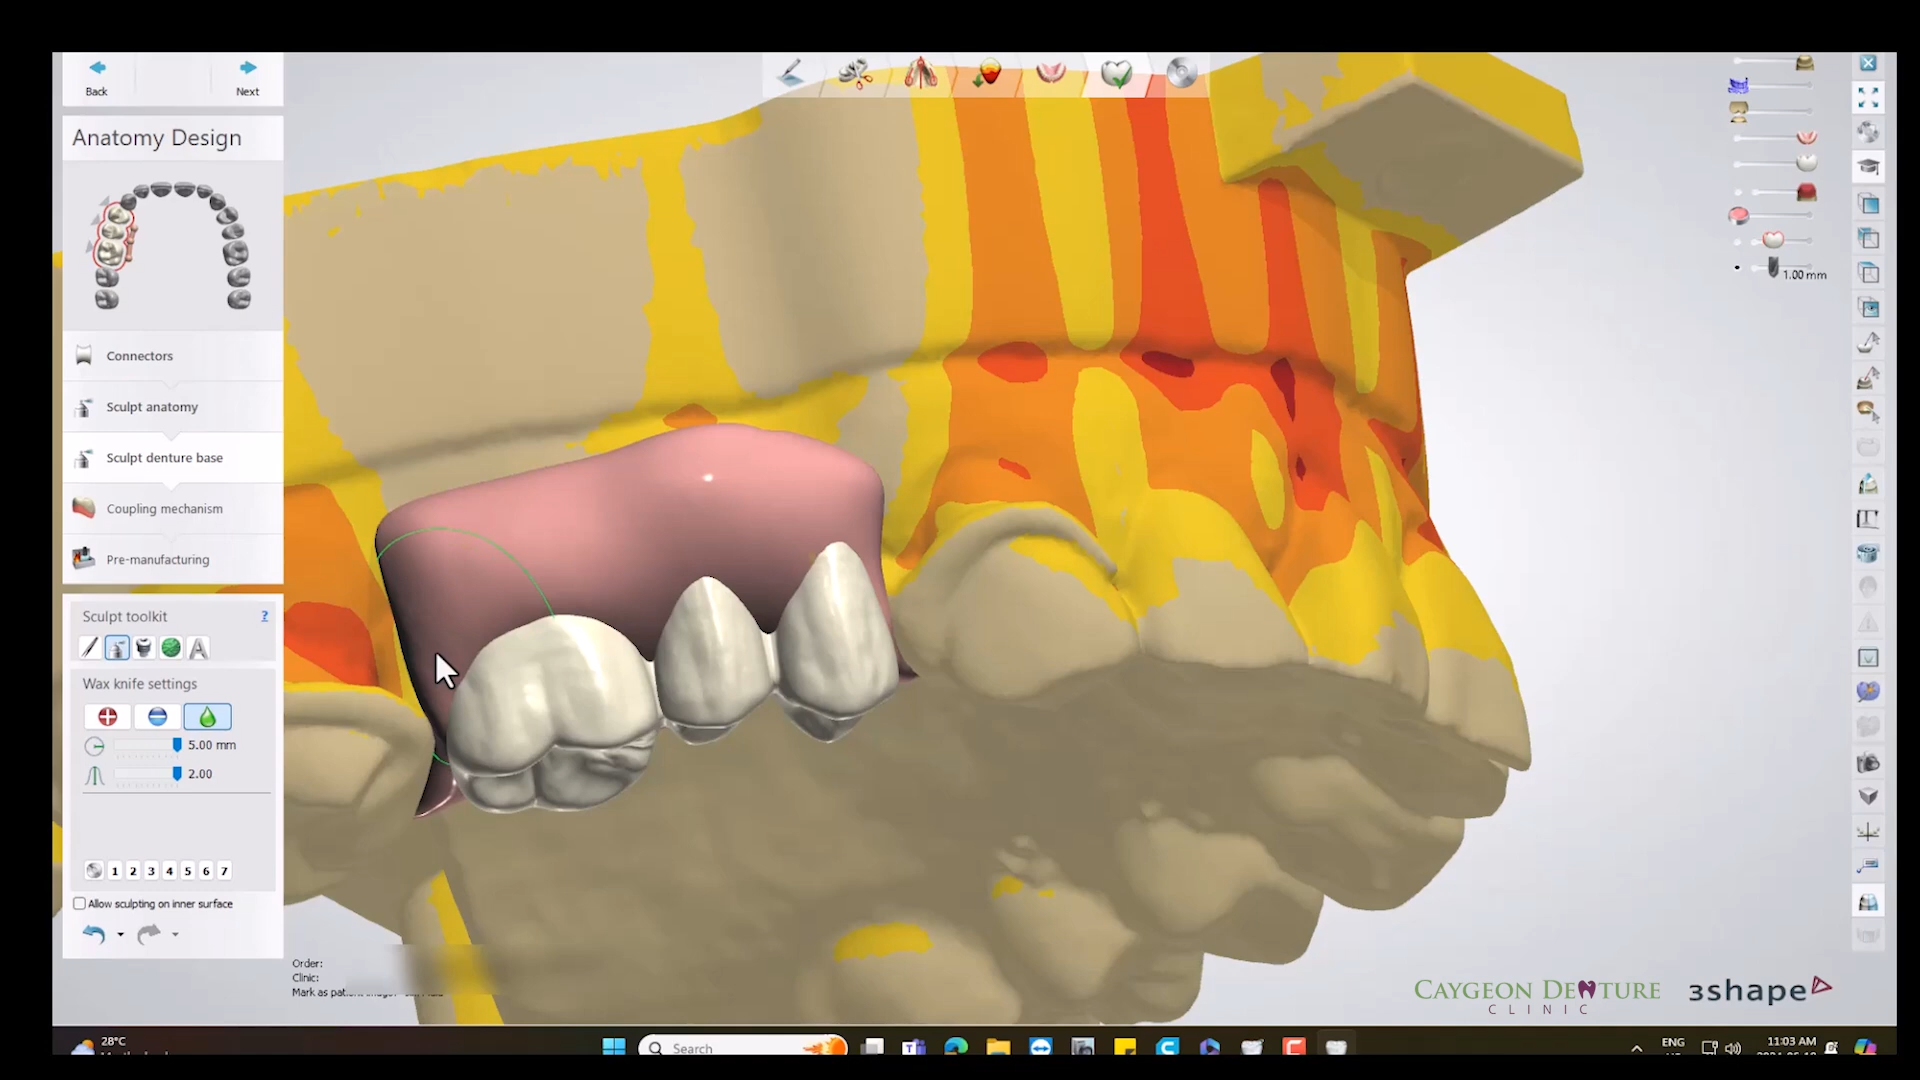 Back
Next
Anatomy Design
Connectors
Sculpt anatomy
Sculpt denture base
Coupling mechanism
Pre-manufacturing
Sculpt toolkit
?
A
Wax knife settings
5.00 mm
2.00
1 2 3 4 5 6 7
Allow sculpting on inner surface
1.00 mm
Order:
Clinic:
Mark as
CAYGEON DENTURE
CLINIC
3shape
28°C
Search
ENG
11:03 AM